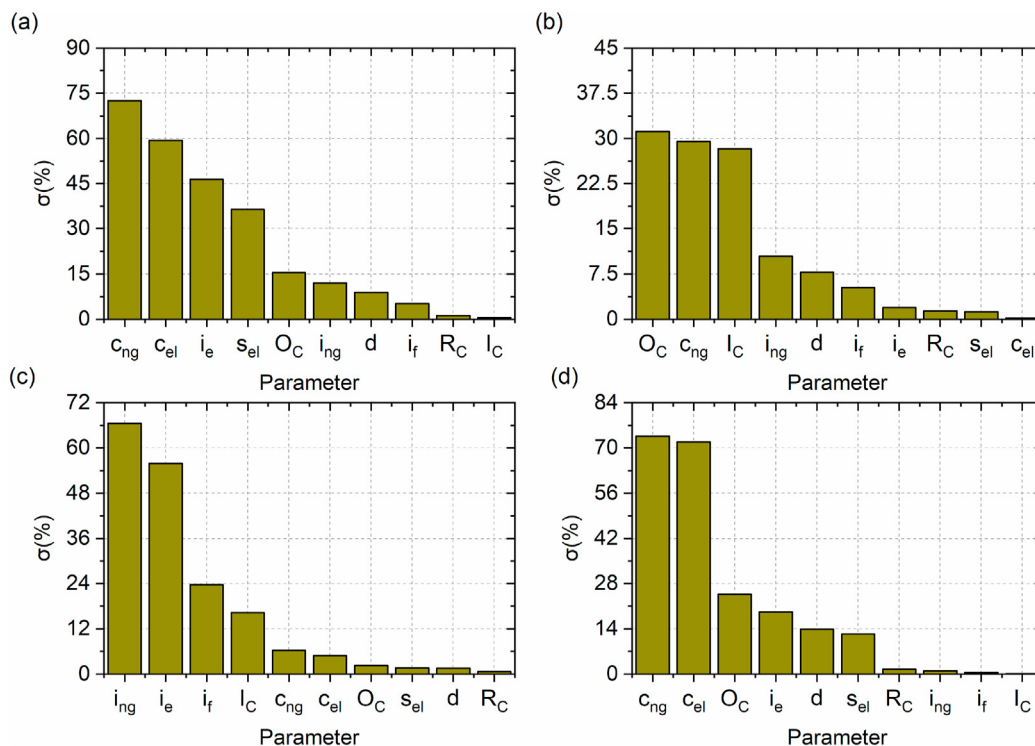 (a)
90
75
60
45
30
15
0
σ(%)
c_ng c_el i_e s_el O_C i_ng d i_f R_C I_C
Parameter
(b)
45
37.5
30
22.5
15
7.5
0
σ(%)
O_C c_ng I_C i_ng d i_f i_e R_C s_el c_el
Parameter
(c)
72
60
48
36
24
12
0
σ(%)
i_ng i_e i_f I_C c_ng c_el O_C s_el d R_C
Parameter
(d)
84
70
56
42
28
14
0
σ(%)
c_ng c_el O_C i_e d s_el R_C i_ng i_f I_C
Parameter